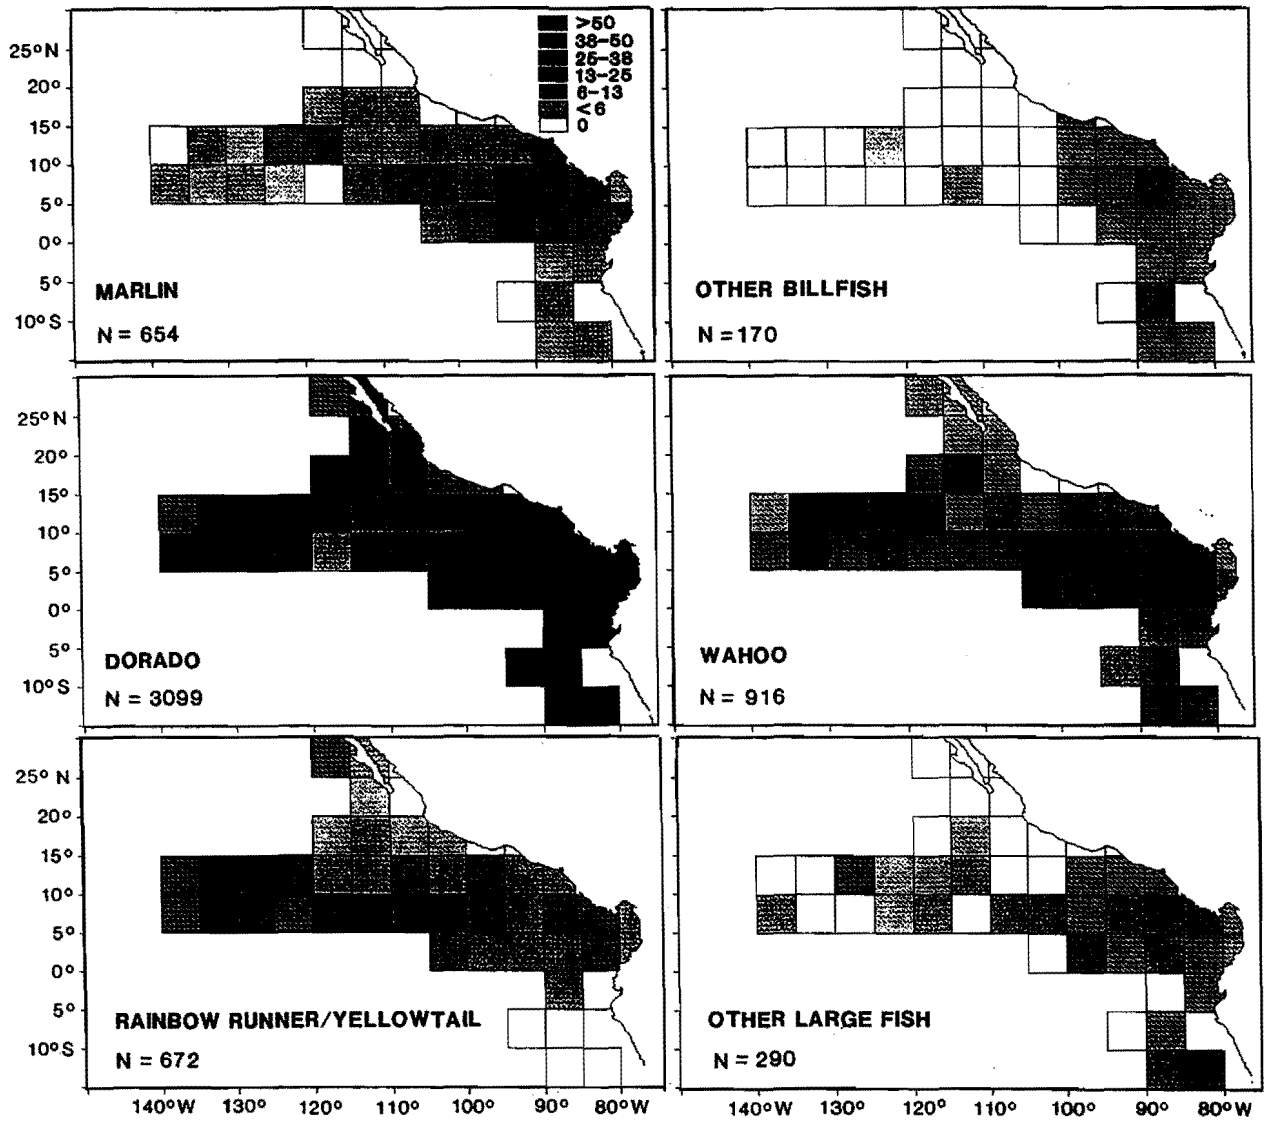 >50
38-50
25-38
13-25
6-13
<6
0
25°N
20°
15°
10°
5°
0°
5°
10°S
MARLIN
N = 654
OTHER BILLFISH
N = 170
25° N
20°
15°
10°
5°
0°
5°
10° S
DORADO
N = 3099
WAHOO
N = 916
25° N
20°
15°
10°
5°
0°
5°
10°S
RAINBOW RUNNER/YELLOWTAIL
N = 672
OTHER LARGE FISH
N = 290
140°W 130° 120° 110° 100° 90° 80°W
140°W 130° 120° 110° 100° 90° 80°W